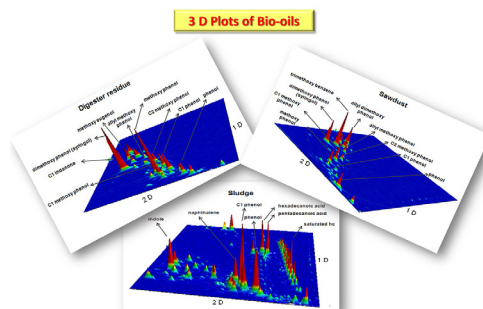 3 D Plots of Bio-oils
Digester residue
methoxy eugenol
allyl methoxy
phenol
methoxy phenol
C2 methoxy phenol
C1 phenol
phenol
dimethoxy phenol (syringol)
C1 methoxy phenol
1 D
2 D
Sawdust
trimethoxy benzene
dimethoxy phenol
(syringol)
C1 methoxy
phenol
methoxy
phenol
allyl dimethoxy
phenol
allyl methoxy phenol
C2 methoxy phenol
C1 phenol
phenol
2 D
1 D
Sludge
indole
naphthalene
C1 phenol
phenol
hexadecanoic acid
pentadecanoic acid
saturated hc
1 D
2 D